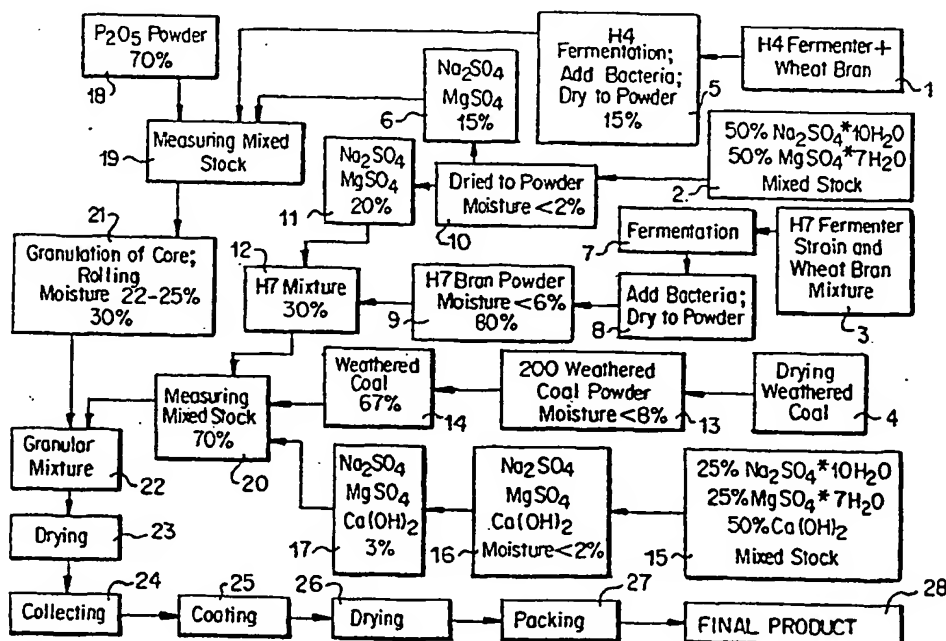 P2O5 Powder
70%
18
Na2SO4
MgSO4
15%
6
H4
Fermentation;
Add Bacteria;
Dry to Powder
15%
5
H4 Fermenter+
Wheat Bran
1
Measuring Mixed
Stock
19
Na2SO4
MgSO4
20%
11
Dried to Powder
Moisture <2%
10
50% Na2SO4*10H2O
50% MgSO4*7H2O
Mixed Stock
2
21
Granulation of Core;
Rolling
Moisture 22-25%
30%
12
H7 Mixture
30%
H7 Bran Powder
Moisture <6%
80%
9
7
Fermentation
Add Bacteria;
Dry to Powder
8
H7 Fermenter
Strain and
Wheat Bran
Mixture
3
Measuring
Mixed Stock
70%
20
Weathered
Coal
67%
14
200 Weathered
Coal Powder
Moisture <8%
13
Drying
Weathered
Coal
4
Granular
Mixture
22
Na2SO4
MgSO4
Ca(OH)2
3%
17
Na2SO4
MgSO4
Ca(OH)2
Moisture <2%
16
25% Na2SO4*10H2O
25% MgSO4*7H2O
50% Ca(OH)2
Mixed Stock
15
Drying
23
24
Collecting
25
Coating
26
Drying
27
Packing
28
FINAL PRODUCT